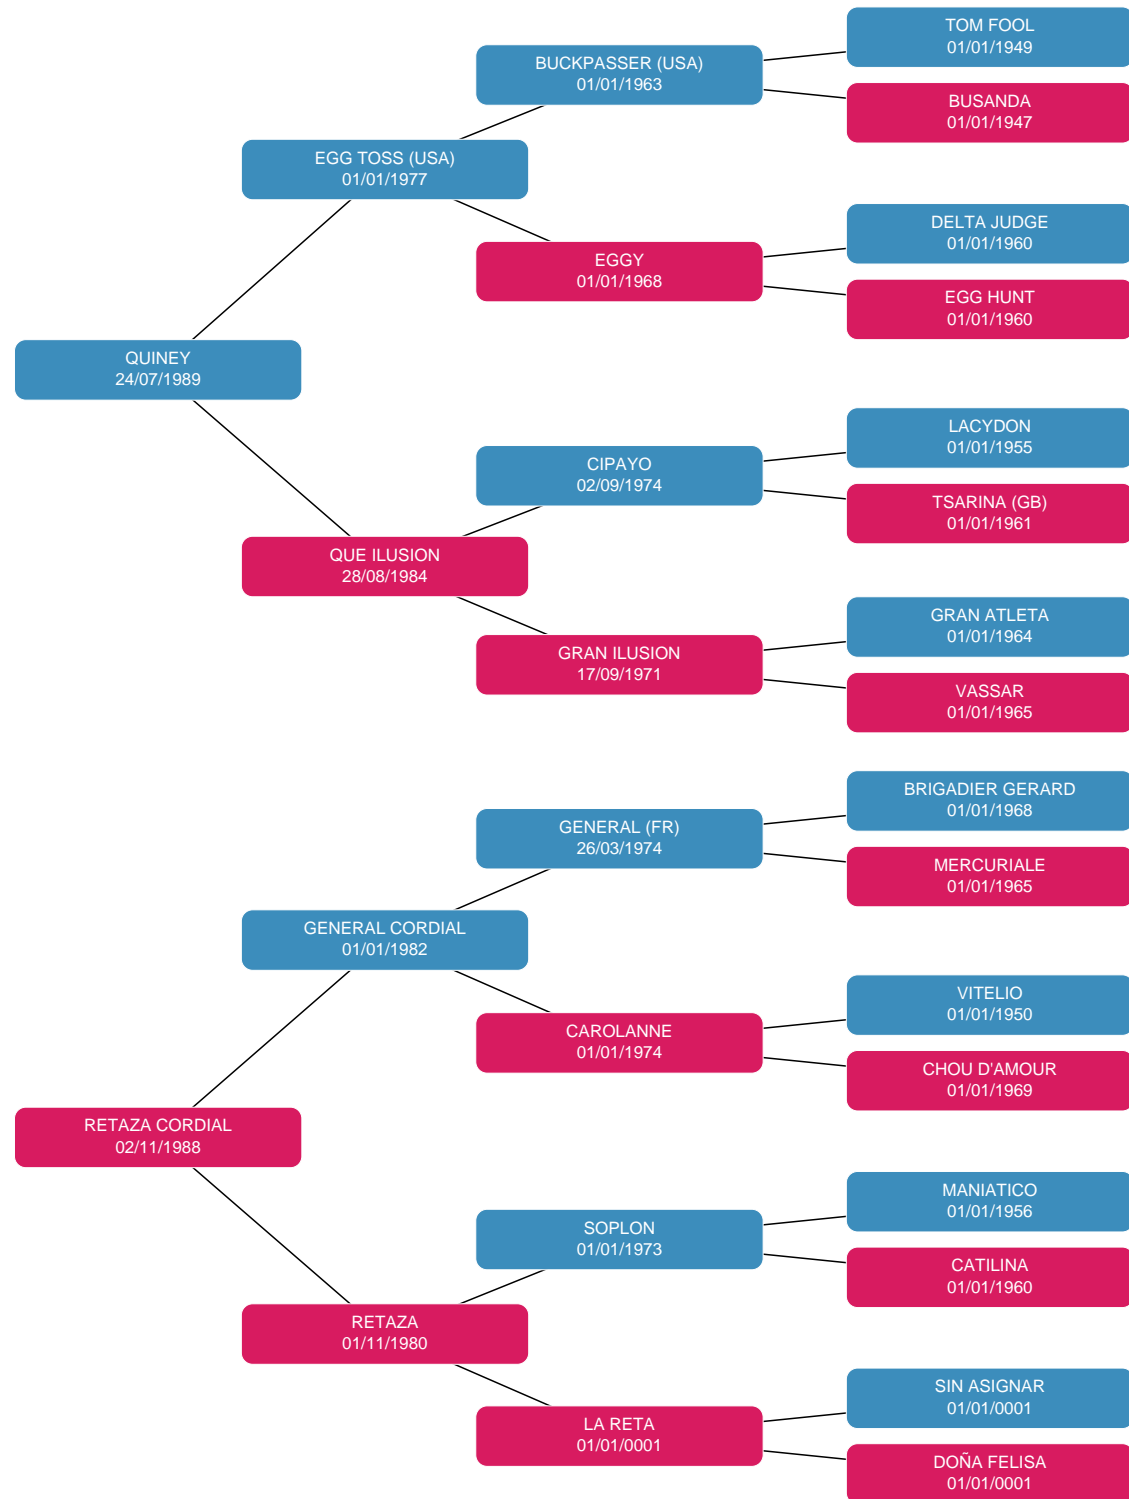 TOM FOOL
01/01/1949
BUCKPASSER (USA)
01/01/1963
BUSANDA
01/01/1947
EGG TOSS (USA)
01/01/1977
DELTA JUDGE
01/01/1960
EGGY
01/01/1968
EGG HUNT
01/01/1960
QUINEY
24/07/1989
LACYDON
01/01/1955
CIPAYO
02/09/1974
TSARINA (GB)
01/01/1961
QUE ILUSION
28/08/1984
GRAN ATLETA
01/01/1964
GRAN ILUSION
17/09/1971
VASSAR
01/01/1965
BRIGADIER GERARD
01/01/1968
GENERAL (FR)
26/03/1974
MERCURIALE
01/01/1965
GENERAL CORDIAL
01/01/1982
VITELIO
01/01/1950
CAROLANNE
01/01/1974
CHOU D'AMOUR
01/01/1969
RETAZA CORDIAL
02/11/1988
MANIATICO
01/01/1956
SOPLON
01/01/1973
CATILINA
01/01/1960
RETAZA
01/11/1980
SIN ASIGNAR
01/01/0001
LA RETA
01/01/0001
DOÑA FELISA
01/01/0001